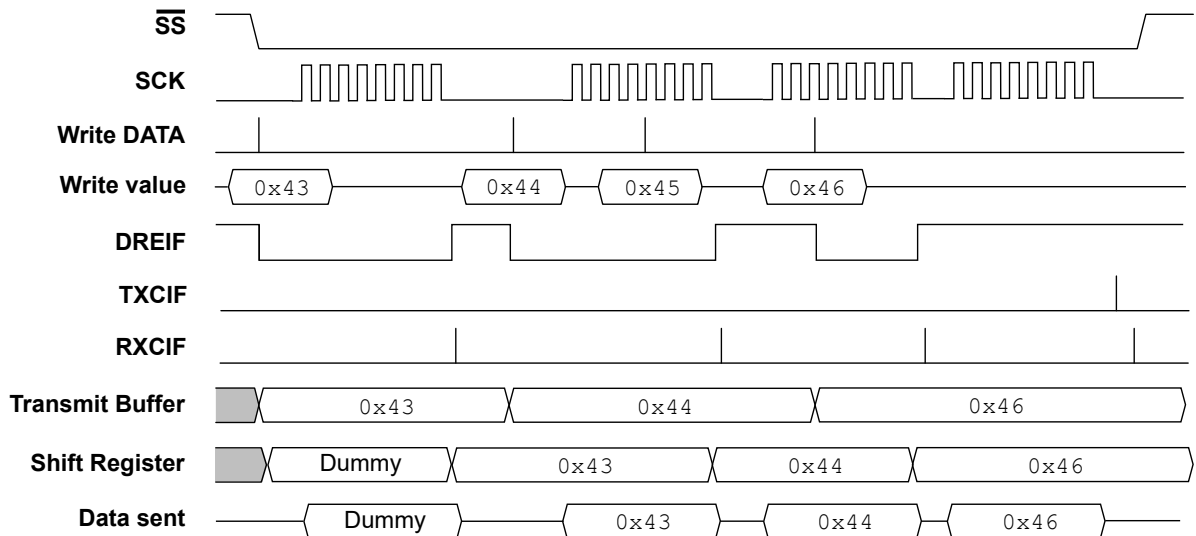 SS
SCK
Write DATA
Write value 0x43 0x44 0x45 0x46
DREIF
TXCIF
RXCIF
Transmit Buffer 0x43 0x44 0x46
Shift Register Dummy 0x43 0x44 0x46
Data sent Dummy 0x43 0x44 0x46